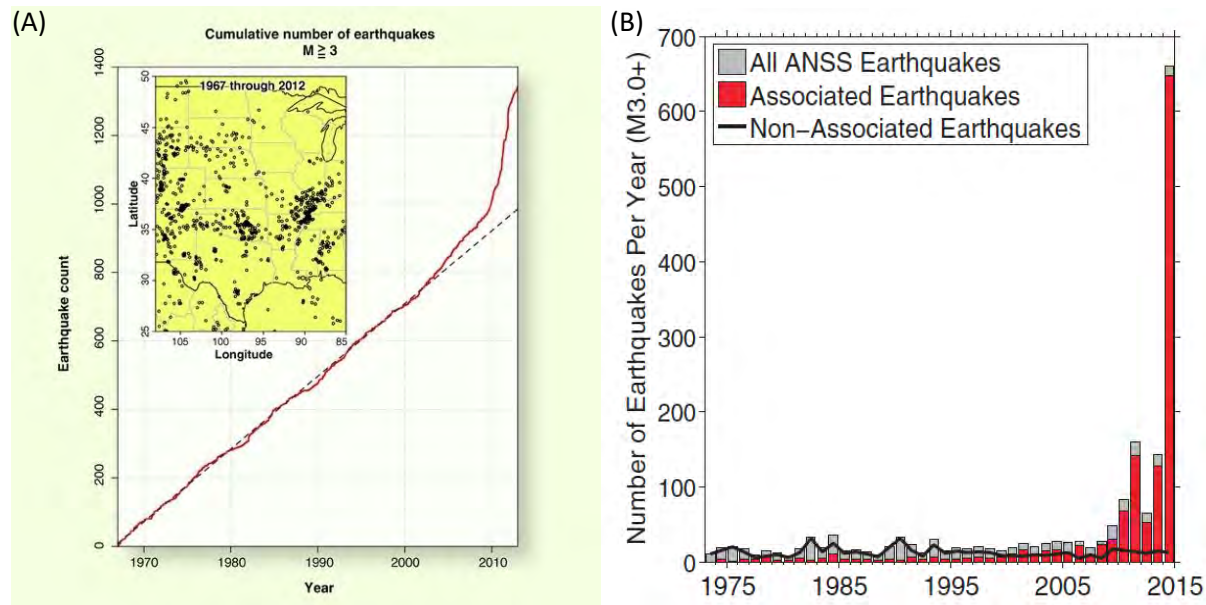 (A)
Cumulative number of earthquakes
M ≧ 3
1400
1200
1000
800
600
400
200
0
Earthquake count
1970
1980
1990
2000
2010
Year
1967 through 2012
50
45
40
35
30
25
Latitude
105
100
95
90
85
Longitude
(B)
700
600
500
400
300
200
100
0
Number of Earthquakes Per Year (M3.0+)
All ANSS Earthquakes
Associated Earthquakes
Non-Associated Earthquakes
1975
1985
1995
2005
2015